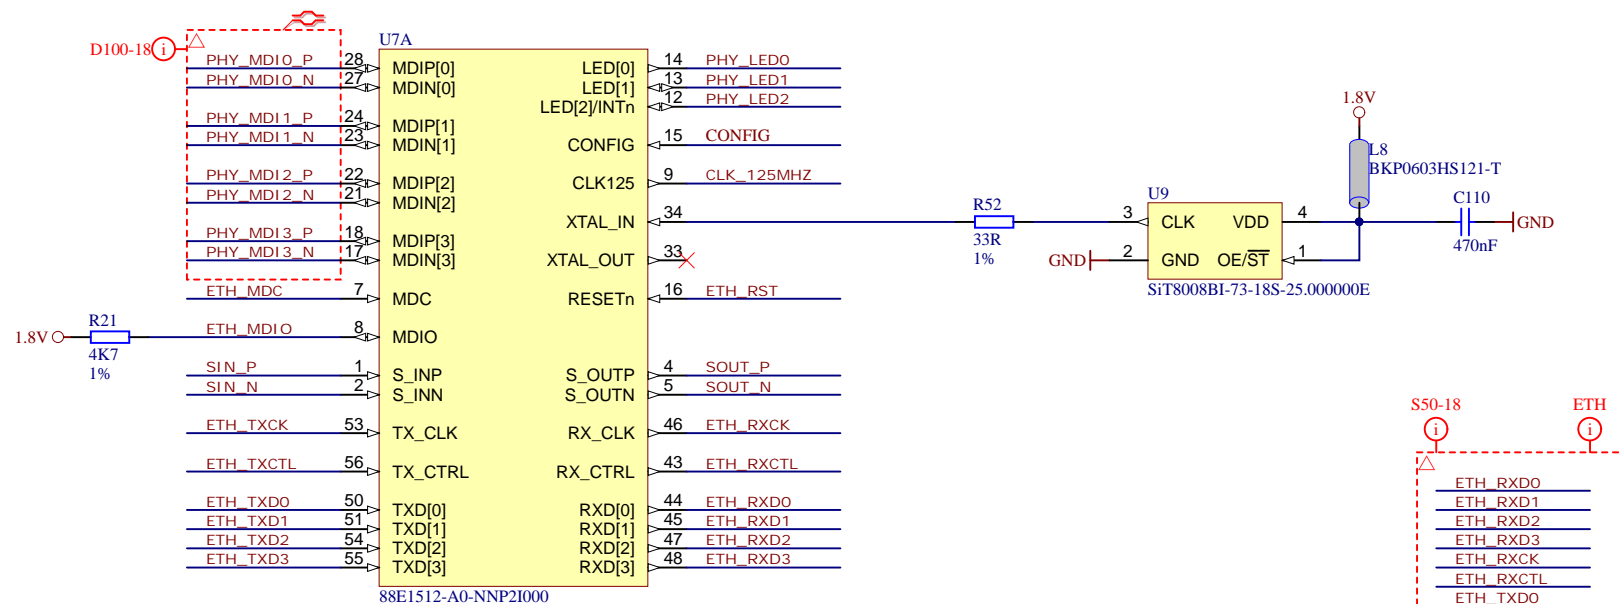 D100-18
i
PHY_MDI0_P 28 MDIP[0]
PHY_MDI0_N 27 MDIN[0]
PHY_MDI1_P 24 MDIP[1]
PHY_MDI1_N 23 MDIN[1]
PHY_MDI2_P 22 MDIP[2]
PHY_MDI2_N 21 MDIN[2]
PHY_MDI3_P 18 MDIP[3]
PHY_MDI3_N 17 MDIN[3]
ETH_MDC 7 MDC
1.8V
R21
4K7
1%
ETH_MDIO 8 MDIO
SIN_P 1 S_INP
SIN_N 2 S_INN
ETH_TXCK 53 TX_CLK
ETH_TXCTL 56 TX_CTRL
ETH_TXD0 50 TXD[0]
ETH_TXD1 51 TXD[1]
ETH_TXD2 54 TXD[2]
ETH_TXD3 55 TXD[3]
U7A
LED[0] 14 PHY_LED0
LED[1] 13 PHY_LED1
LED[2]/INTn 12 PHY_LED2
CONFIG 15 CONFIG
CLK125 9 CLK_125MHZ
XTAL_IN 34
XTAL_OUT 33
RESETn 16 ETH_RST
S_OUTP 4 SOUT_P
S_OUTN 5 SOUT_N
RX_CLK 46 ETH_RXCK
RX_CTRL 43 ETH_RXCTL
RXD[0] 44 ETH_RXD0
RXD[1] 45 ETH_RXD1
RXD[2] 47 ETH_RXD2
RXD[3] 48 ETH_RXD3
88E1512-A0-NNP2I000
R52
33R
1%
1.8V
L8
BKP0603HS121-T
U9
3 CLK VDD 4
GND 2 GND OE/ST 1
SiT8008BI-73-18S-25.000000E
C110
470nF
GND
S50-18
i
ETH
i
ETH_RXD0
ETH_RXD1
ETH_RXD2
ETH_RXD3
ETH_RXCK
ETH_RXCTL
ETH_TXD0